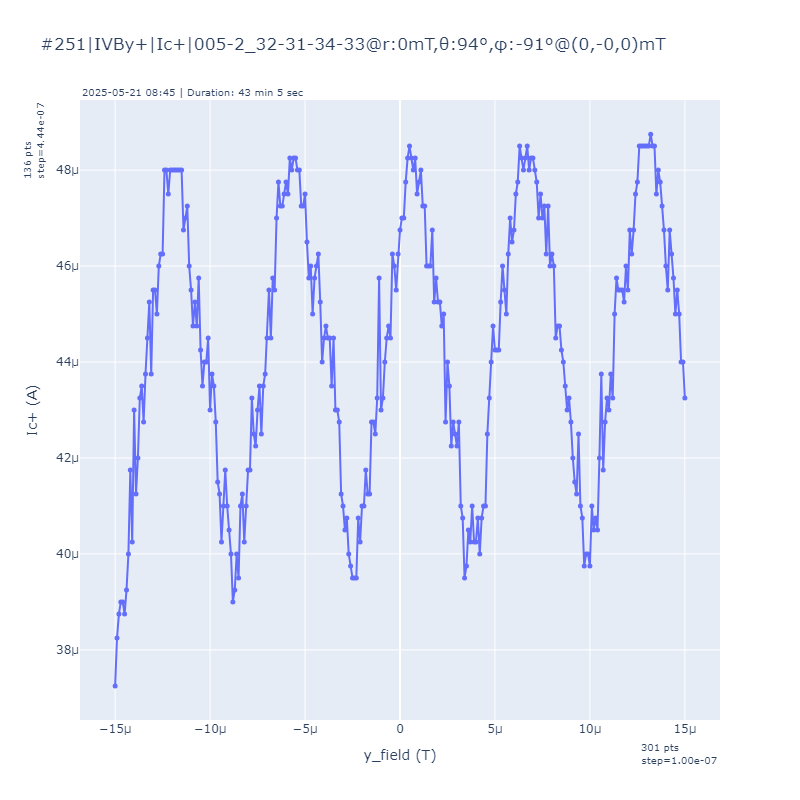 #251|IVBy+|Ic+|005-2_32-31-34-33@r:0mT,θ:94º,φ:-91º@(0,-0,0)mT
2025-05-21 08:45 | Duration: 43 min 5 sec
136 pts
step=4.44e-07
48μ
46μ
44μ
42μ
40μ
38μ
Ic+ (A)
−15μ
−10μ
−5μ
0
5μ
10μ
15μ
y_field (T)
301 pts
step=1.00e-07